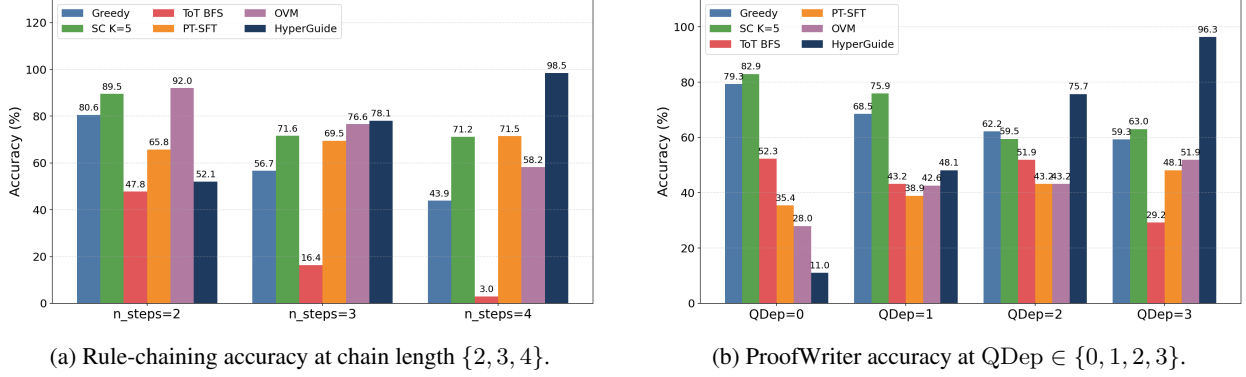 120
100
80
60
40
20
0
Accuracy (%)
Greedy
SC K=5
ToT BFS
PT-SFT
OVM
HyperGuide
80.6
89.5
47.8
65.8
92.0
52.1
56.7
71.6
16.4
69.5
76.6
78.1
43.9
71.2
3.0
71.5
58.2
98.5
n_steps=2
n_steps=3
n_steps=4
(a) Rule-chaining accuracy at chain length {2, 3, 4}.
100
80
60
40
20
0
Accuracy (%)
Greedy
SC K=5
ToT BFS
PT-SFT
OVM
HyperGuide
79.3
82.9
52.3
35.4
28.0
11.0
68.5
75.9
43.2
38.9
42.6
48.1
62.2
59.5
51.9
43.2
43.2
75.7
59.3
63.0
29.2
48.1
51.9
96.3
QDep=0
QDep=1
QDep=2
QDep=3
(b) ProofWriter accuracy at QDep ∈ {0, 1, 2, 3}.